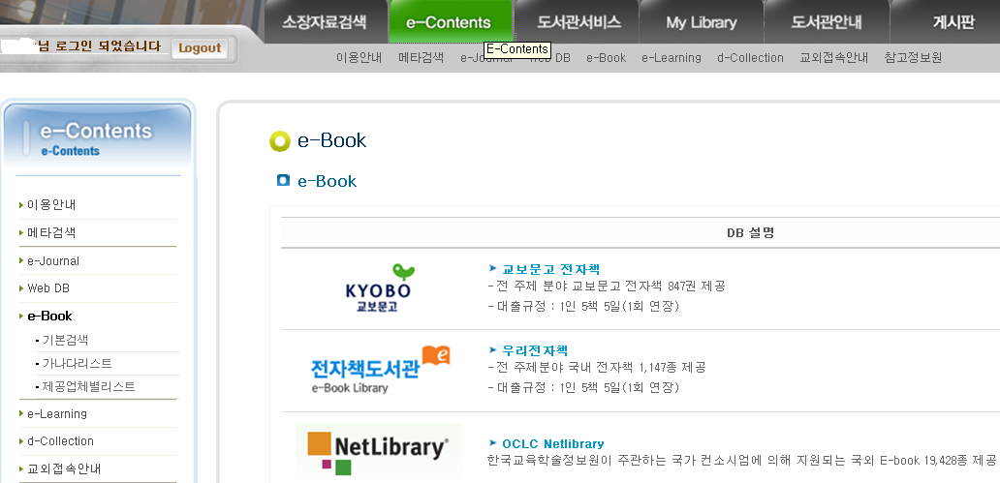 소장자료검색 e-Contents 도서관서비스 My Library 도서관안내 게시판
님 로그인 되었습니다 Logout
E-Contents
이용안내 메타검색 e-Journal Web DB e-Book e-Learning d-Collection 교외접속안내 참고정보원
e-Contents
e-Contents
이용안내
메타검색
e-Journal
Web DB
e-Book
- 기본검색
- 가나다리스트
- 제공업체별리스트
e-Learning
d-Collection
교외접속안내
e-Book
e-Book
DB 설명
KYOBO
교보문고
교보문고 전자책
- 전 주제 분야 교보문고 전자책 847권 제공
- 대출규정 : 1인 5책 5일(1회 연장)
전자책도서관 e
e-Book Library
우리전자책
- 전 주제분야 국내 전자책 1,147종 제공
- 대출규정 : 1인 5책 5일(1회 연장)
NetLibrary
OCLC Netlibrary
한국교육학술정보원이 주관하는 국가 컨소시엄에 의해 지원되는 국외 E-book 19,428종 제공